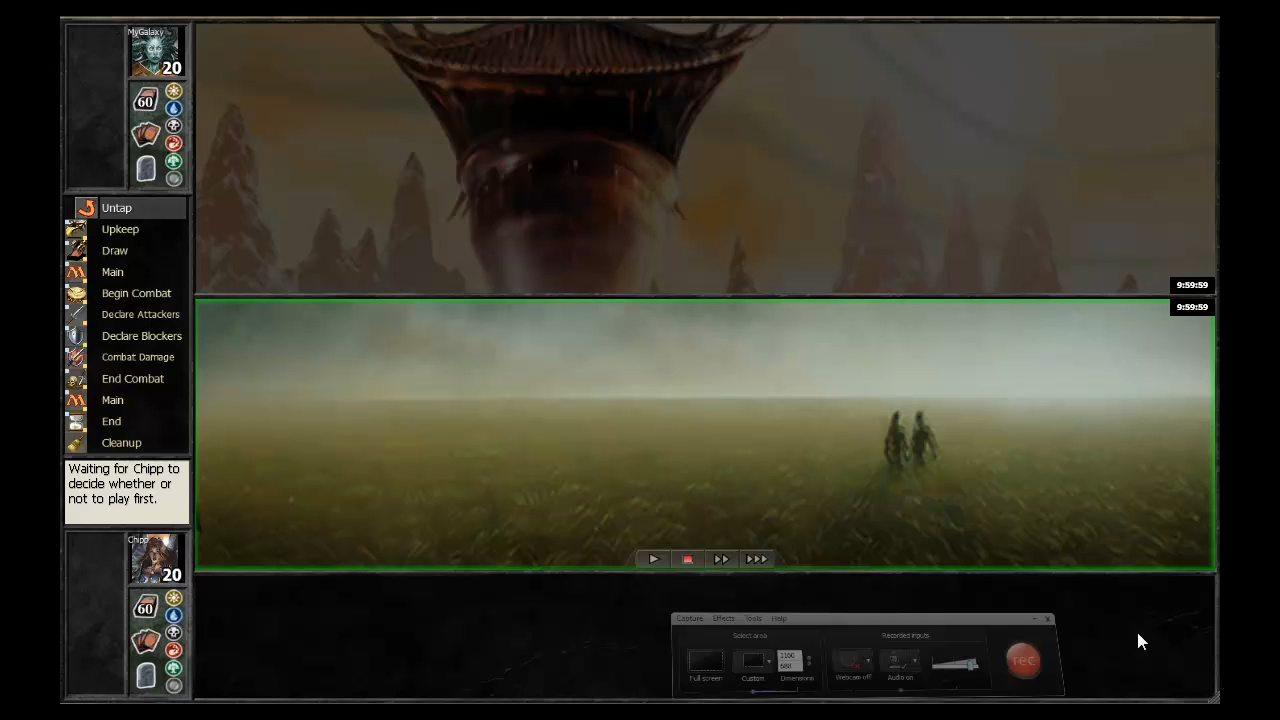 MyGalaxy
20
60
Untap
Upkeep
Draw
Main
Begin Combat
Declare Attackers
Declare Blockers
Combat Damage
End Combat
Main
End
Cleanup
9:59:59
9:59:59
Waiting for Chipp to
decide whether or
not to play first.
Chipp
20
60
Capture Effects Tools Help
Select area
Recorded inputs
Full screen
Custom
1160
688
Dimensions
Webcam off
Audio on
rec